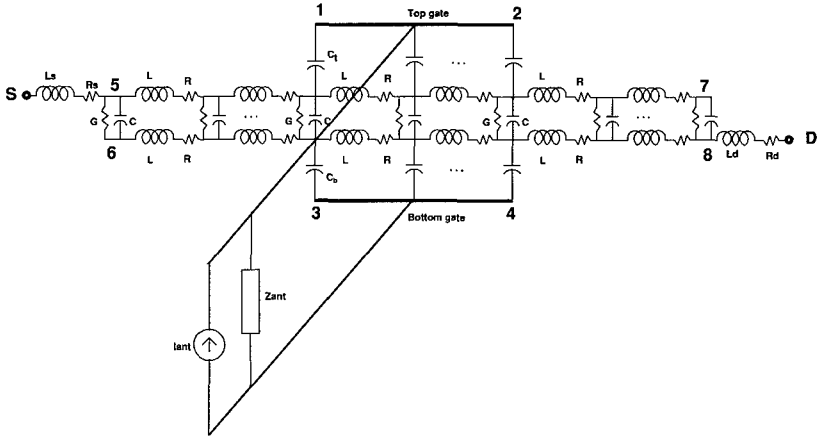 1 Top gate 2
Ct ...
Ls Rs 5 L R L R L R 7
S G C ... G C ... G C ... D
6 L R L R L R 8 Ld Rd
Cb ...
3 Bottom gate 4
Zant
Iant